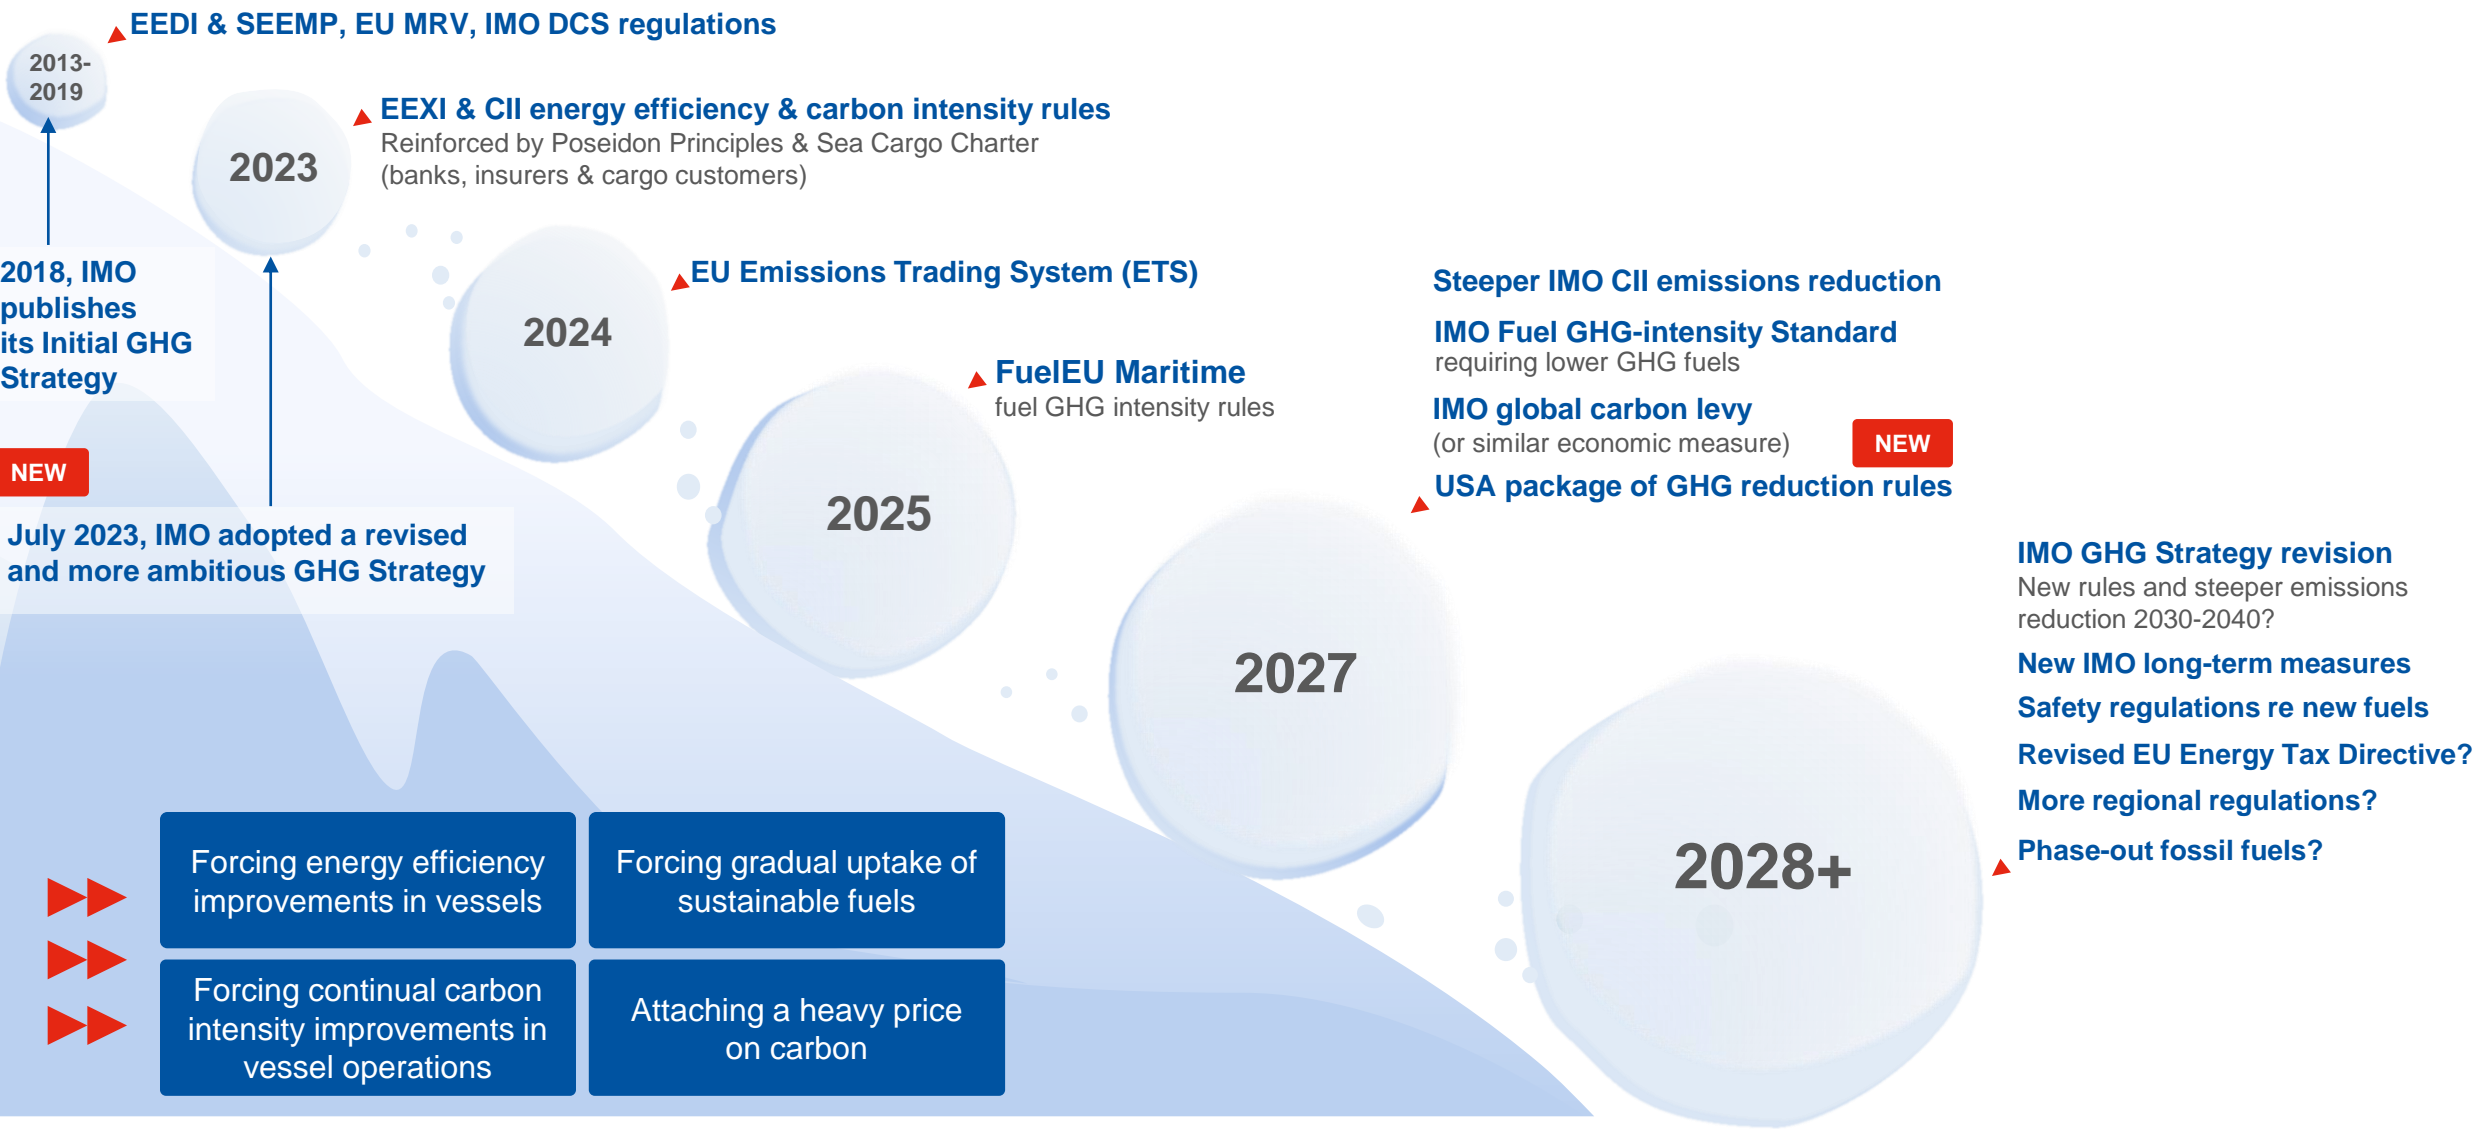 EEDI & SEEMP, EU MRV, IMO DCS regulations
2013-
2019
EEXI & CII energy efficiency & carbon intensity rules
Reinforced by Poseidon Principles & Sea Cargo Charter
(banks, insurers & cargo customers)
2023
2018, IMO
publishes
its Initial GHG
Strategy
NEW
July 2023, IMO adopted a revised
and more ambitious GHG Strategy
EU Emissions Trading System (ETS)
2024
FuelEU Maritime
fuel GHG intensity rules
2025
Steeper IMO CII emissions reduction
IMO Fuel GHG-intensity Standard
requiring lower GHG fuels
IMO global carbon levy
(or similar economic measure)
NEW
USA package of GHG reduction rules
2027
IMO GHG Strategy revision
New rules and steeper emissions
reduction 2030-2040?
New IMO long-term measures
Safety regulations re new fuels
Revised EU Energy Tax Directive?
More regional regulations?
Phase-out fossil fuels?
2028+
Forcing energy efficiency
improvements in vessels
Forcing gradual uptake of
sustainable fuels
Forcing continual carbon
intensity improvements in
vessel operations
Attaching a heavy price
on carbon